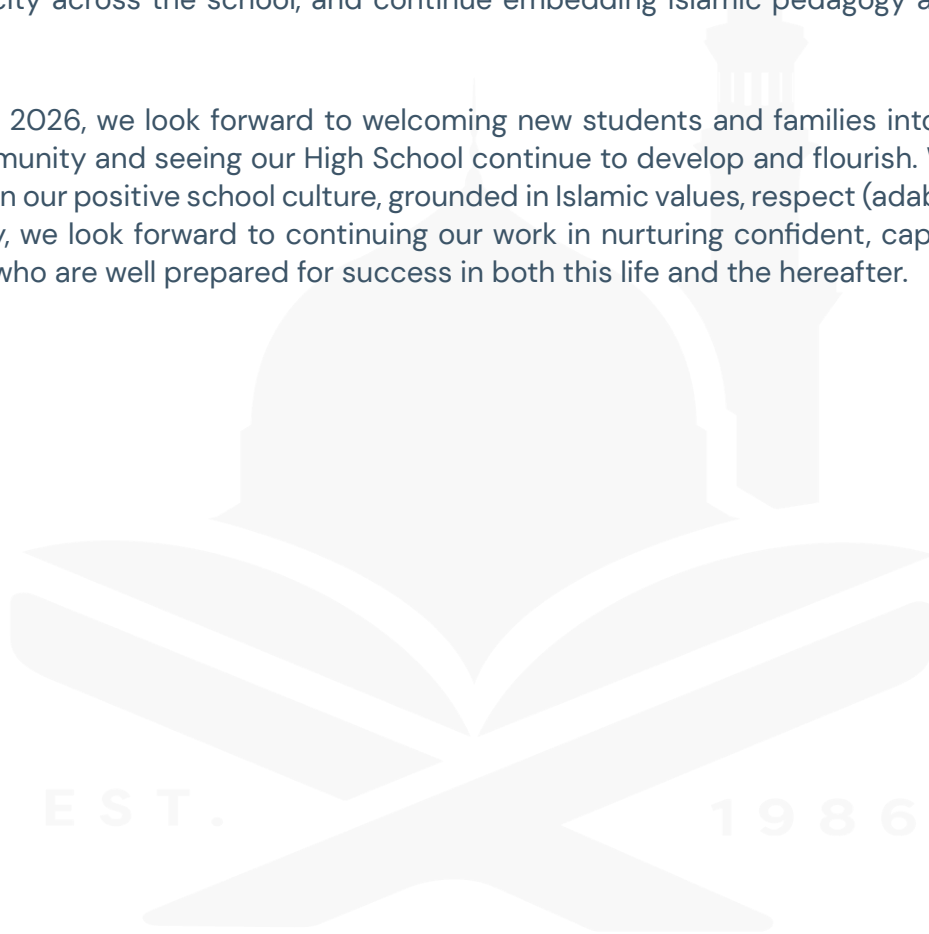 across the school, and continue embedding Islamic pedagogy
2026, we look forward to welcoming new students and families into
and seeing our High School continue to develop and flourish.
our positive school culture, grounded in Islamic values, respect (adab
, we look forward to continuing our work in nurturing confident,
who are well prepared for success in both this life and the hereafter.
EST. 1986